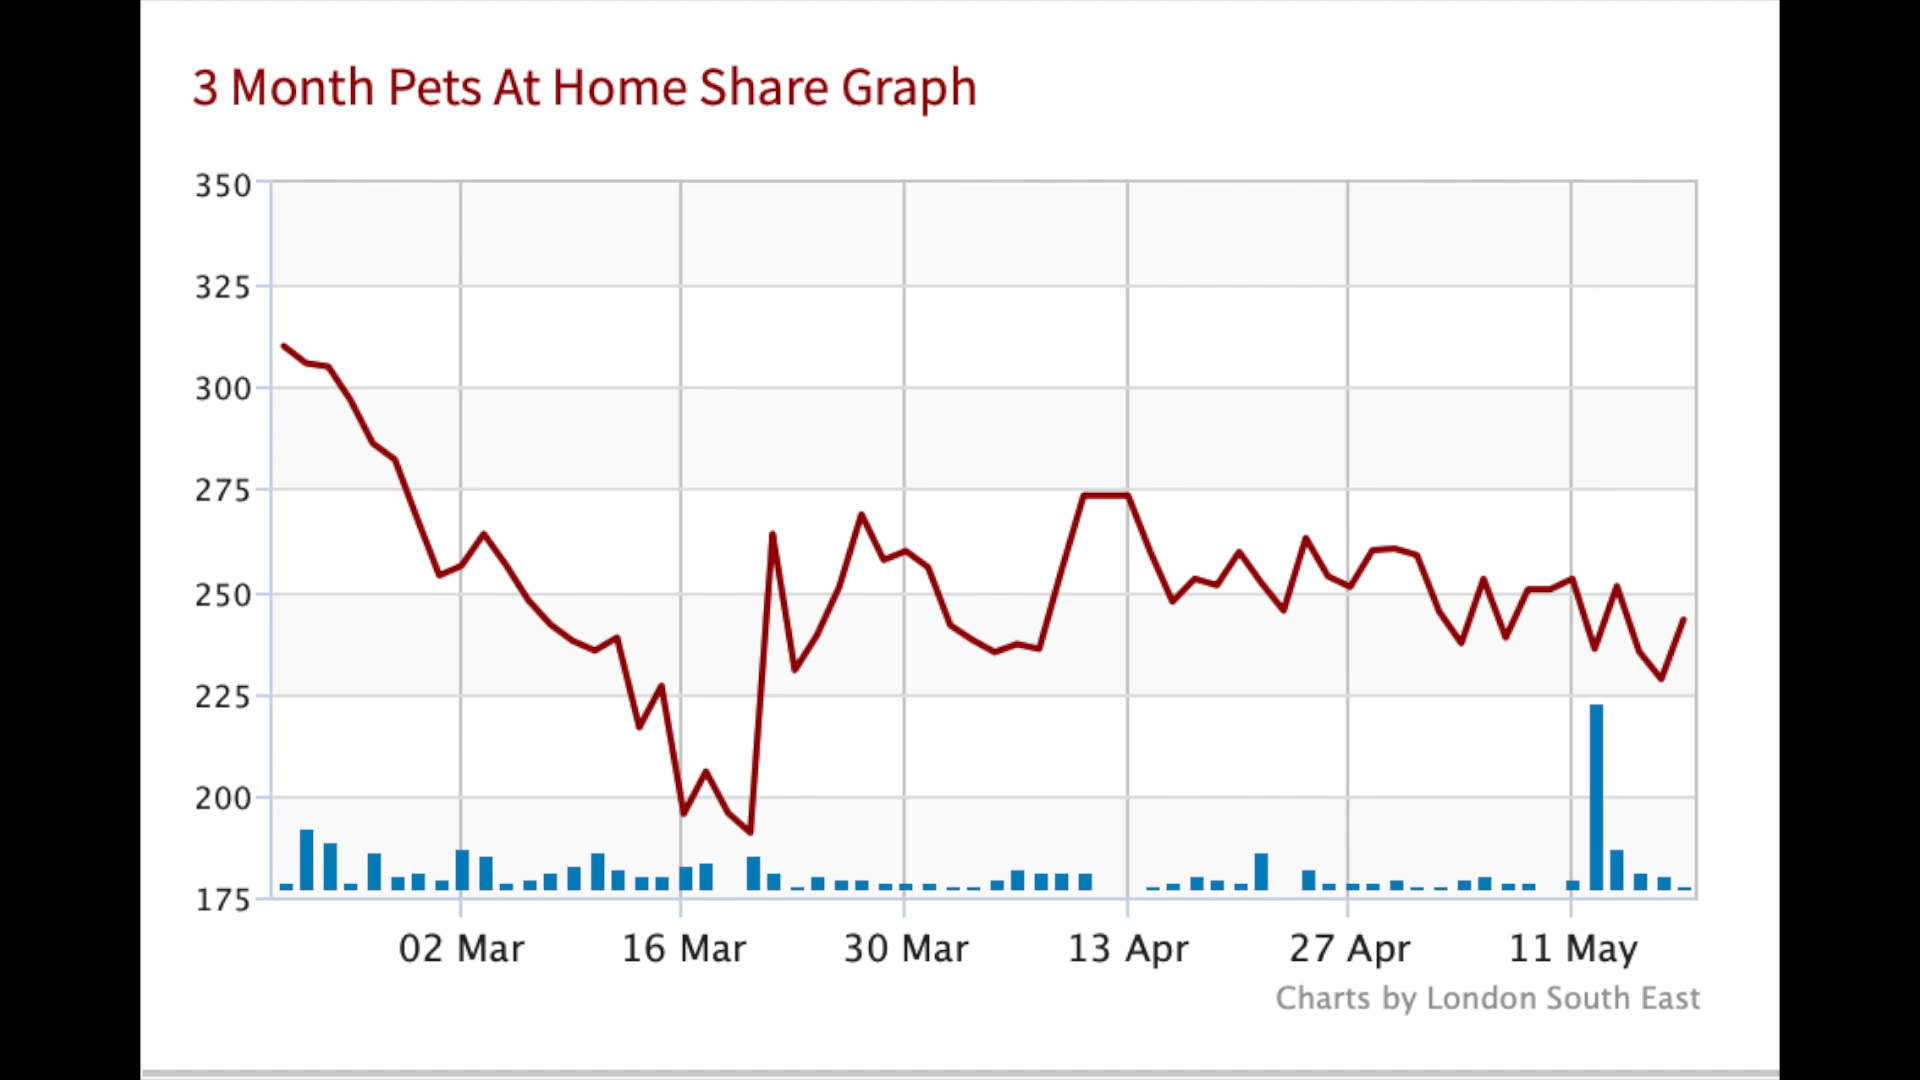 3 Month Pets At Home Share Graph
350
325
300
275
250
225
200
175
02 Mar 16 Mar 30 Mar 13 Apr 27 Apr 11 May
Charts by London South East